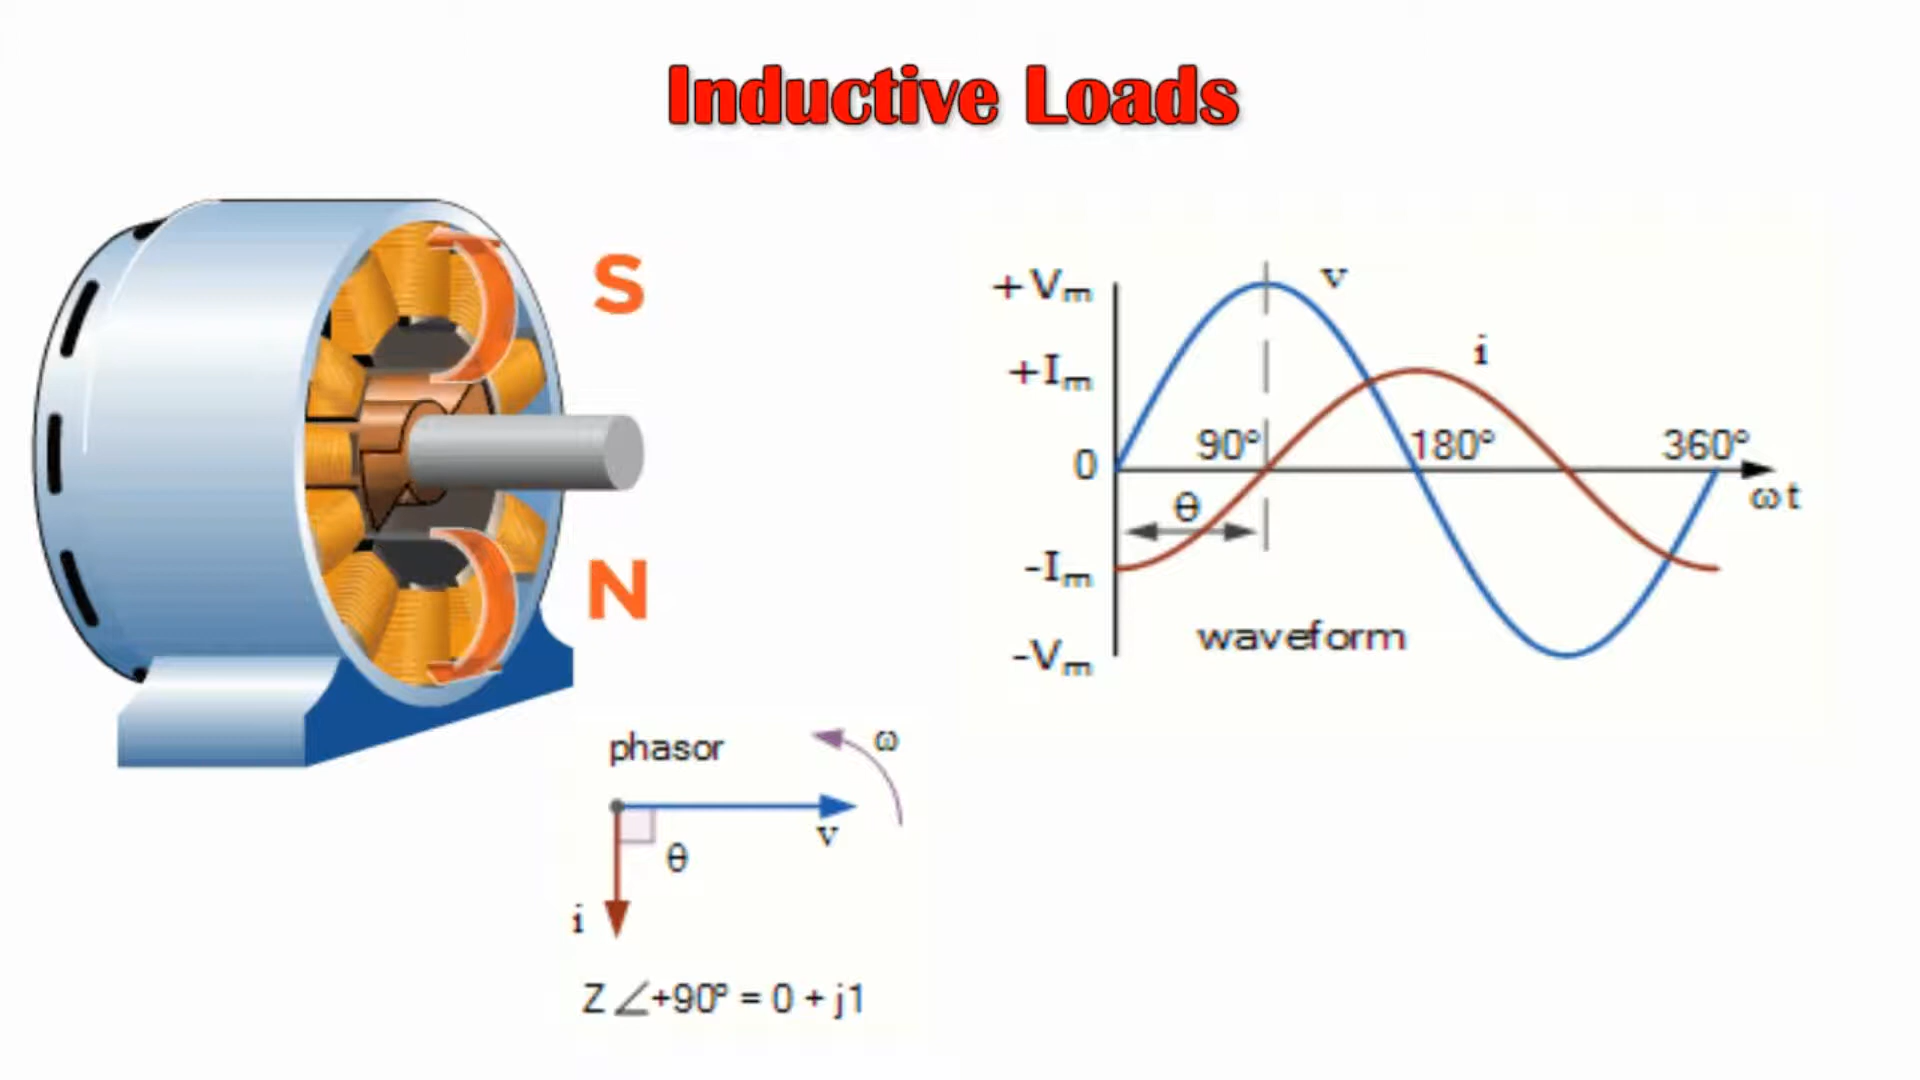 Inductive Loads
S
N
+Vm
+Im
0
-Im
-Vm
v
i
90°
180°
360°
ωt
θ
waveform
phasor
ω
v
θ
i
Z∠+90° = 0 + j1